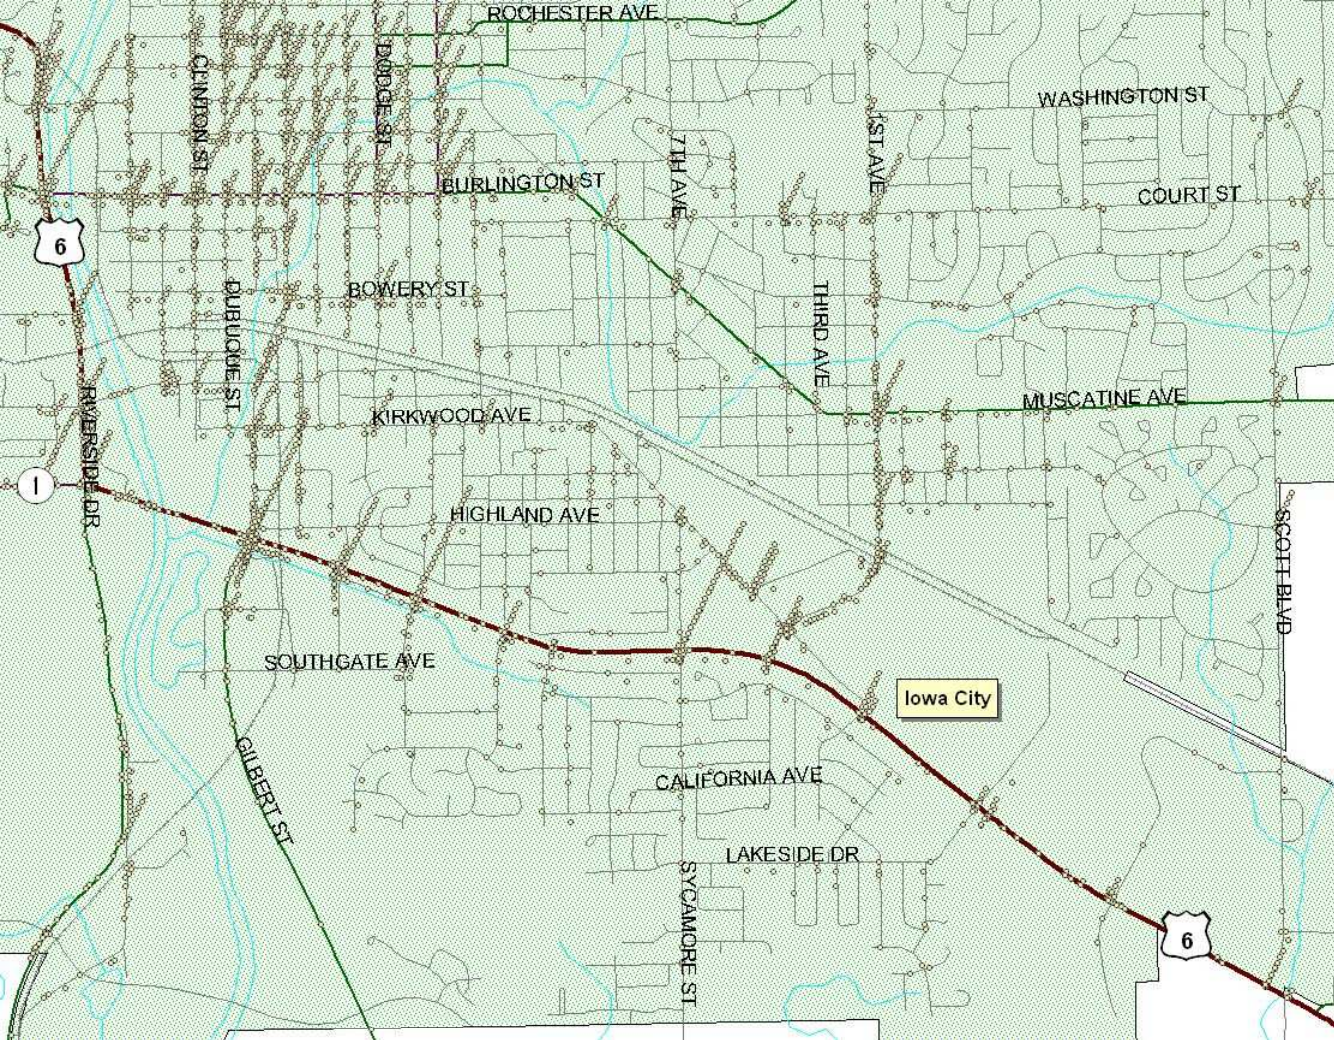 ROCHESTER AVE
CLINTON ST
DODGE ST
WASHINGTON ST
7TH AVE
1ST AVE
BURLINGTON ST
COURT ST
6
DUBUQUE ST
BOWERY ST
THIRD AVE
RIVERSIDE DR
KIRKWOOD AVE
MUSCATINE AVE
1
HIGHLAND AVE
SCOTT BLVD
SOUTHGATE AVE
Iowa City
GILBERT ST
CALIFORNIA AVE
LAKESIDE DR
SYCAMORE ST
6